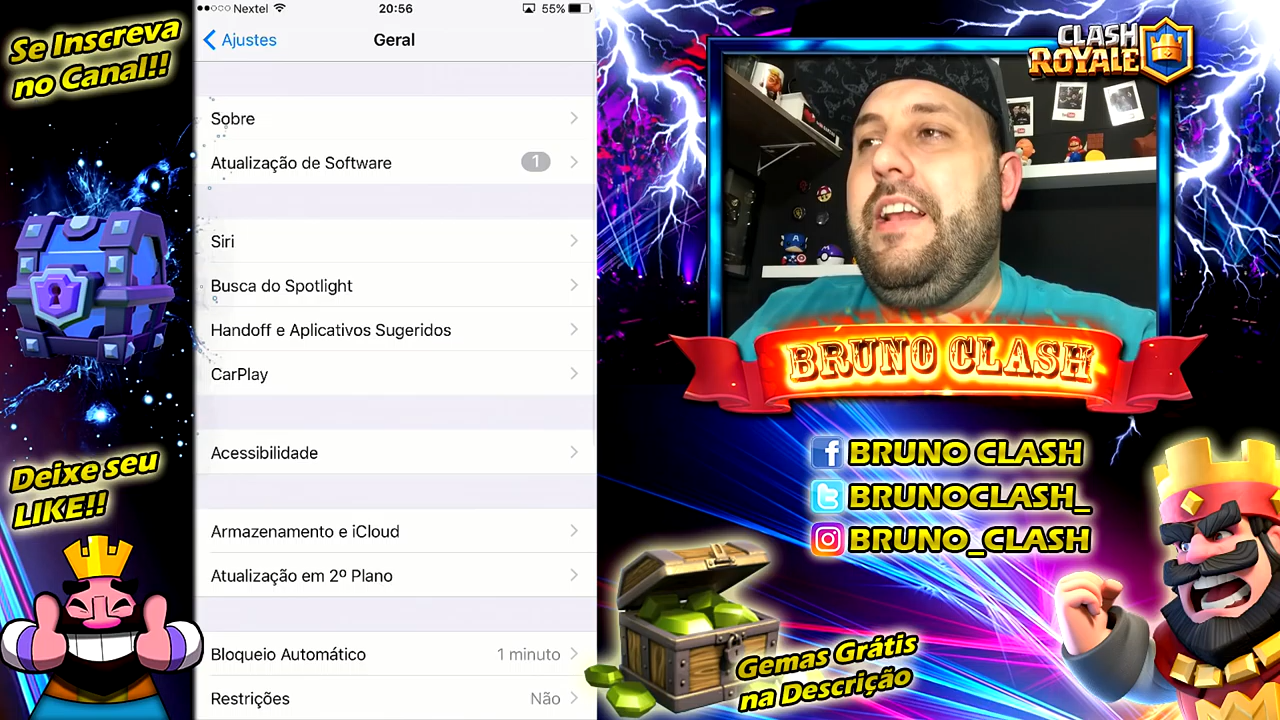 Se Inscreva
no Canal!!
Deixe seu
LIKE!!
Nextel
20:56
55%
Ajustes
Geral
Sobre
Atualização de Software
1
Siri
Busca do Spotlight
Handoff e Aplicativos Sugeridos
CarPlay
Acessibilidade
Armazenamento e iCloud
Atualização em 2º Plano
Bloqueio Automático
1 minuto
Restrições
Não
CLASH
ROYALE
BRUNO CLASH
f BRUNO CLASH
BRUNOCLASH_
BRUNO_CLASH
Gemas Grátis
na Descrição